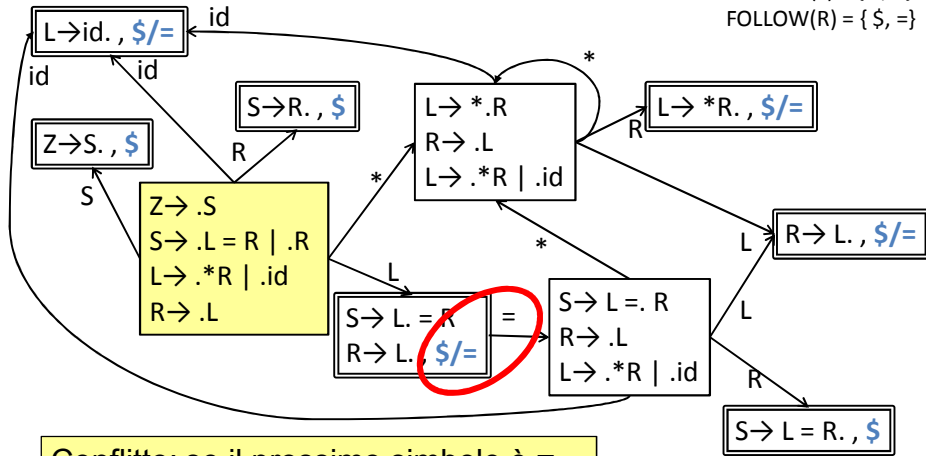 FOLLOW(R) = { $, =}
L→id. , $/=
id
id
id
S→R. , $
R
Z→S. , $
S
Z→ .S
S→ .L = R | .R
L→ .*R | .id
R→ .L
*
L→ *.R
R→ .L
L→ .*R | .id
*
L→ *R. , $/=
R
L
R→ L. , $/=
*
L
S→ L. = R
R→ L. , $/=
=
S→ L =. R
R→ .L
L→ .*R | .id
L
R
S→ L = R. , $